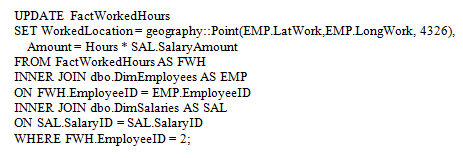 UPDATE FactWorkedHours
SET WorkedLocation = geography::Point(EMP.LatWork,EMP.LongWork, 4326),
Amount = Hours * SAL.SalaryAmount
FROM FactWorkedHours AS FWH
INNER JOIN dbo.DimEmployees AS EMP
ON FWH.EmployeeID = EMP.EmployeeID
INNER JOIN dbo.DimSalaries AS SAL
ON SAL.SalaryID = SAL.SalaryID
WHERE FWH.EmployeeID = 2;